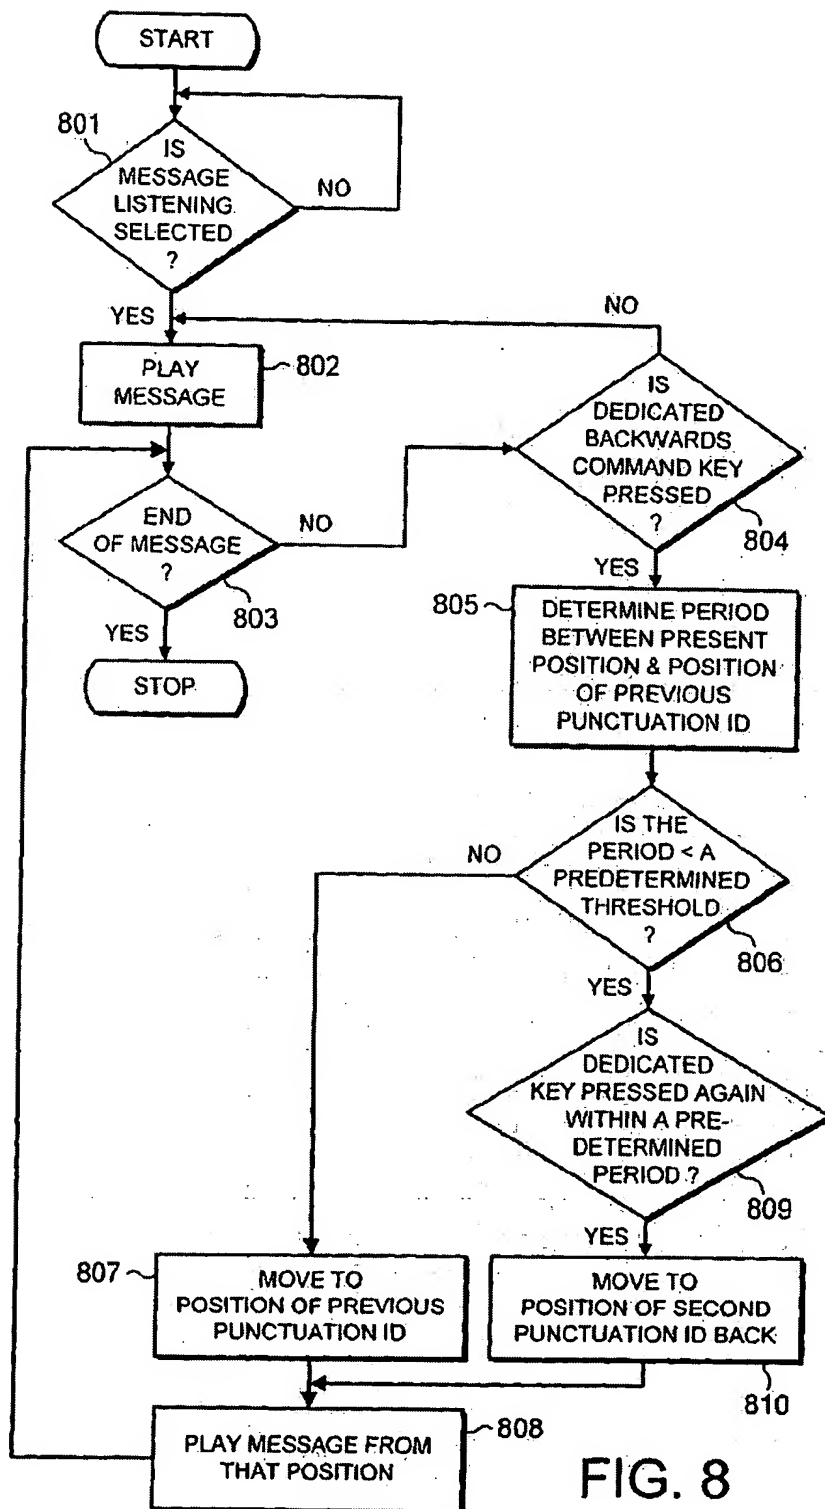 START
801
IS
MESSAGE
LISTENING
SELECTED
?
NO
YES
NO
PLAY
MESSAGE
802
IS
DEDICATED
BACKWARDS
COMMAND KEY
PRESSED
?
804
END
OF MESSAGE
?
NO
803
YES
STOP
YES
805
DETERMINE PERIOD
BETWEEN PRESENT
POSITION & POSITION
OF PREVIOUS
PUNCTUATION ID
IS THE
PERIOD < A
PREDETERMINED
THRESHOLD
?
NO
806
YES
IS
DEDICATED
KEY PRESSED AGAIN
WITHIN A PRE-
DETERMINED
PERIOD ?
809
YES
807
MOVE TO
POSITION OF PREVIOUS
PUNCTUATION ID
MOVE TO
POSITION OF SECOND
PUNCTUATION ID BACK
810
808
PLAY MESSAGE FROM
THAT POSITION
FIG. 8